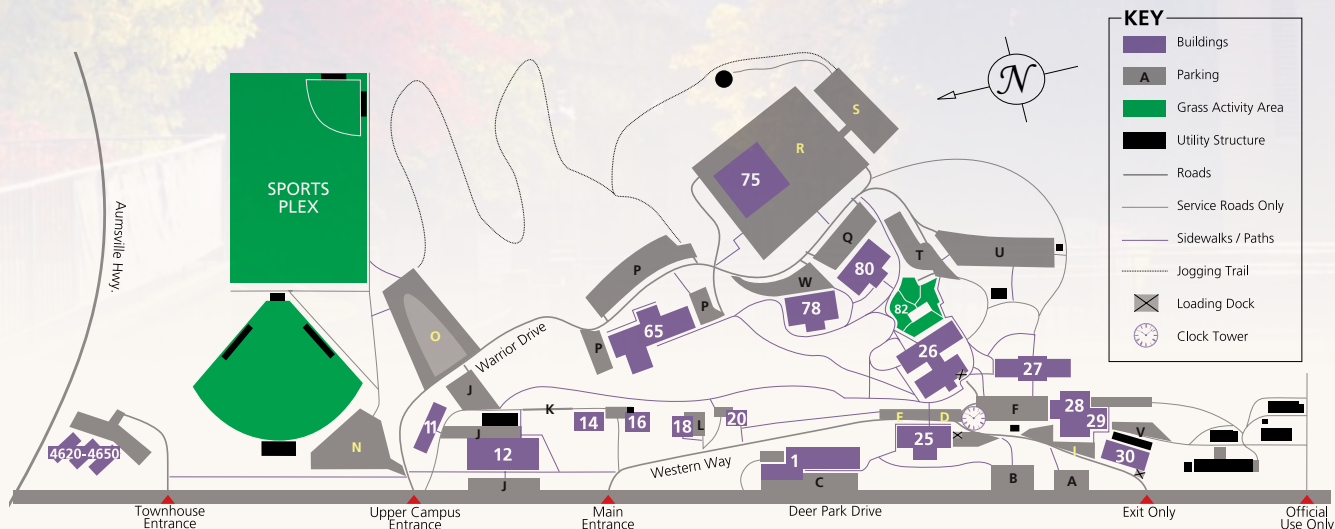 KEY
Buildings
A
Parking
Grass Activity Area
Utility Structure
Roads
Service Roads Only
Sidewalks / Paths
Jogging Trail
Loading Dock
Clock Tower
N
S
R
75
SPORTS
PLEX
Aumsville Hwy.
Q
P
T
U
80
W
P
78
82
65
O
Warrior Drive
P
26
27
J
K
F
28
E
D
11
14
16
18
L
20
29
J
25
V
N
12
I
30
4620-4650
1
Western Way
J
C
B
A
Townhouse
Entrance
Upper Campus
Entrance
Main
Entrance
Deer Park Drive
Exit Only
Official
Use Only